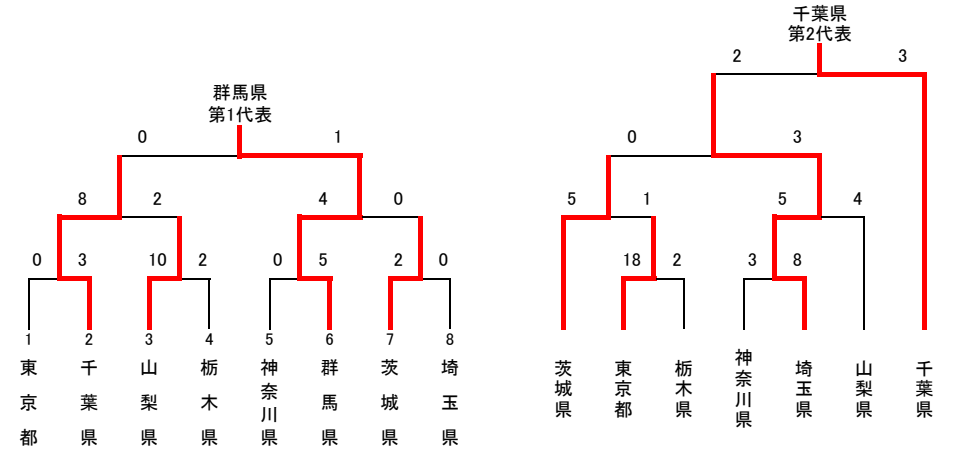 群馬県
第1代表
0 1
8 2 4 0
0 3 10 2 0 5 2 0
1 2 3 4 5 6 7 8
東京都 千葉県 山梨県 栃木県 神奈川県 群馬県 茨城県 埼玉県
千葉県
第2代表
2 3
0 3
5 1 5 4
18 2 3 8
茨城県 東京都 栃木県 神奈川県 埼玉県 山梨県 千葉県